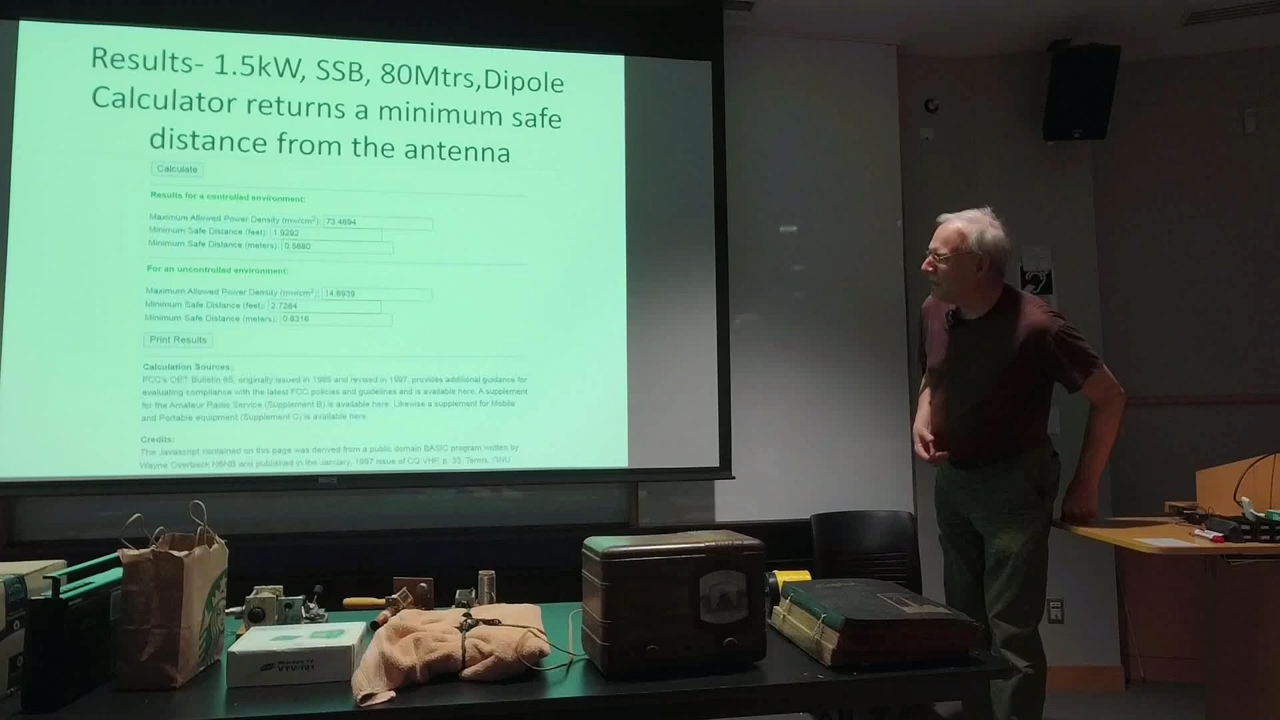 Results- 1.5kW, SSB, 80Mtrs,Dipole
Calculator returns a minimum safe
distance from the antenna
Calculate
Results for a controlled environment:
Maximum Allowed Power Density (mw/cm²): 73.4694
Minimum Safe Distance (feet): 1.9292
Minimum Safe Distance (meters): 0.5880
For an uncontrolled environment:
Maximum Allowed Power Density (mw/cm²): 14.6939
Minimum Safe Distance (feet): 2.7284
Minimum Safe Distance (meters): 0.8316
Print Results
Calculation Sources:
FCC's OET Bulletin 65, originally issued in 1985 and revised in 1997, provides additional guidance for
evaluating compliance with the latest FCC policies and guidelines and is available here. A supplement
for the Amateur Radio Service (Supplement B) is available here. Likewise a supplement for Mobile
and Portable equipment (Supplement C) is available here.
Credits:
The Javascript contained on this page was derived from a public domain BASIC program written by
Wayne Overbeck N6NB and published in the January, 1997 issue of CQ VHF, p. 33. Terms, GNU